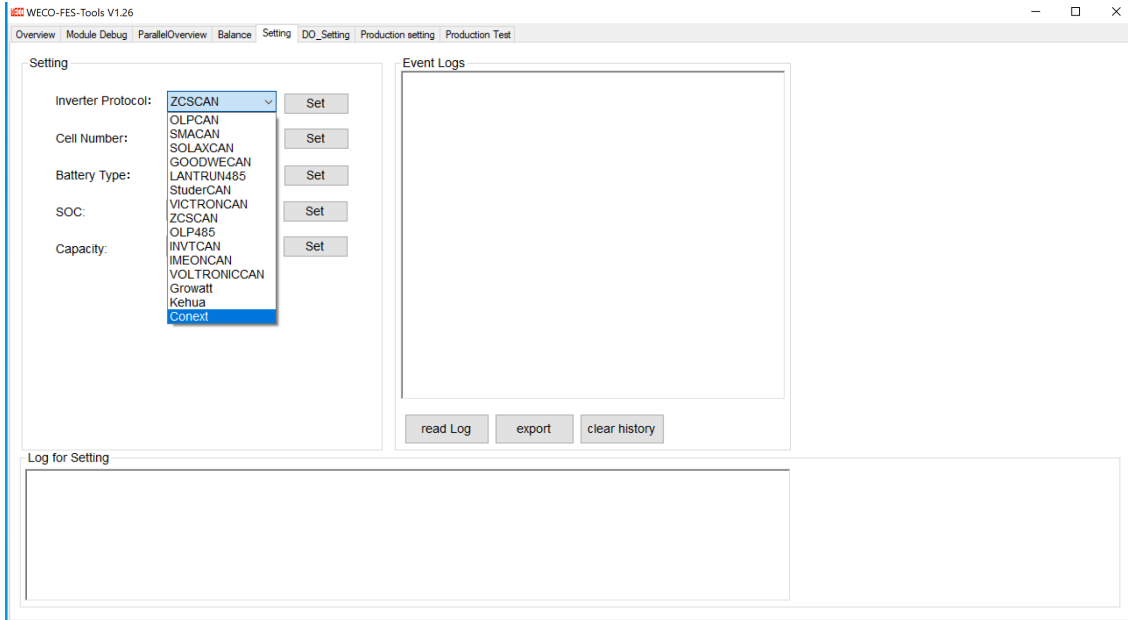 WECO WECO-FES-Tools V1.26
Overview Module Debug ParallelOverview Balance Setting DO_Setting Production setting Production Test
Setting
Inverter Protocol: ZCSCAN Set
OLPCAN
SMACAN
SOLAXCAN
GOODWECAN
LANTRUN485
StuderCAN
VICTRONCAN
ZCSCAN
OLP485
INVTCAN
IMEONCAN
VOLTRONICCAN
Growatt
Kehua
Conext
Cell Number: Set
Battery Type: Set
SOC: Set
Capacity: Set
Event Logs
read Log export clear history
Log for Setting